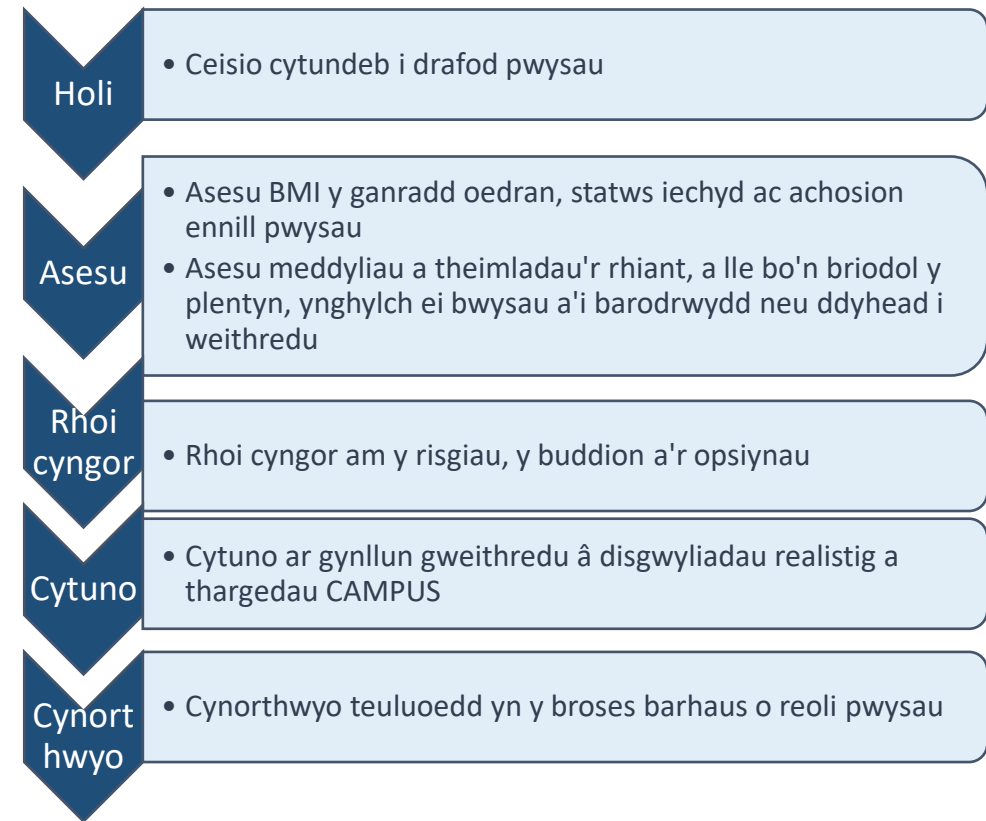 Holi
• Ceisio cytundeb i drafod pwysau
Asesu
• Asesu BMI y ganradd oedran, statws iechyd ac achosion
ennill pwysau
• Asesu meddyliau a theimladau'r rhiant, a lle bo'n briodol y
plentyn, ynghylch ei bwysau a'i barodrwydd neu ddyhead i
weithredu
Rhoi
cyngor
• Rhoi cyngor am y risgiau, y buddion a'r opsiynau
Cytuno
• Cytuno ar gynllun gweithredu â disgwyliadau realistig a
thargedau CAMPUS
Cynort
hwyo
• Cynorthwyo teuluoedd yn y broses barhaus o reoli pwysau